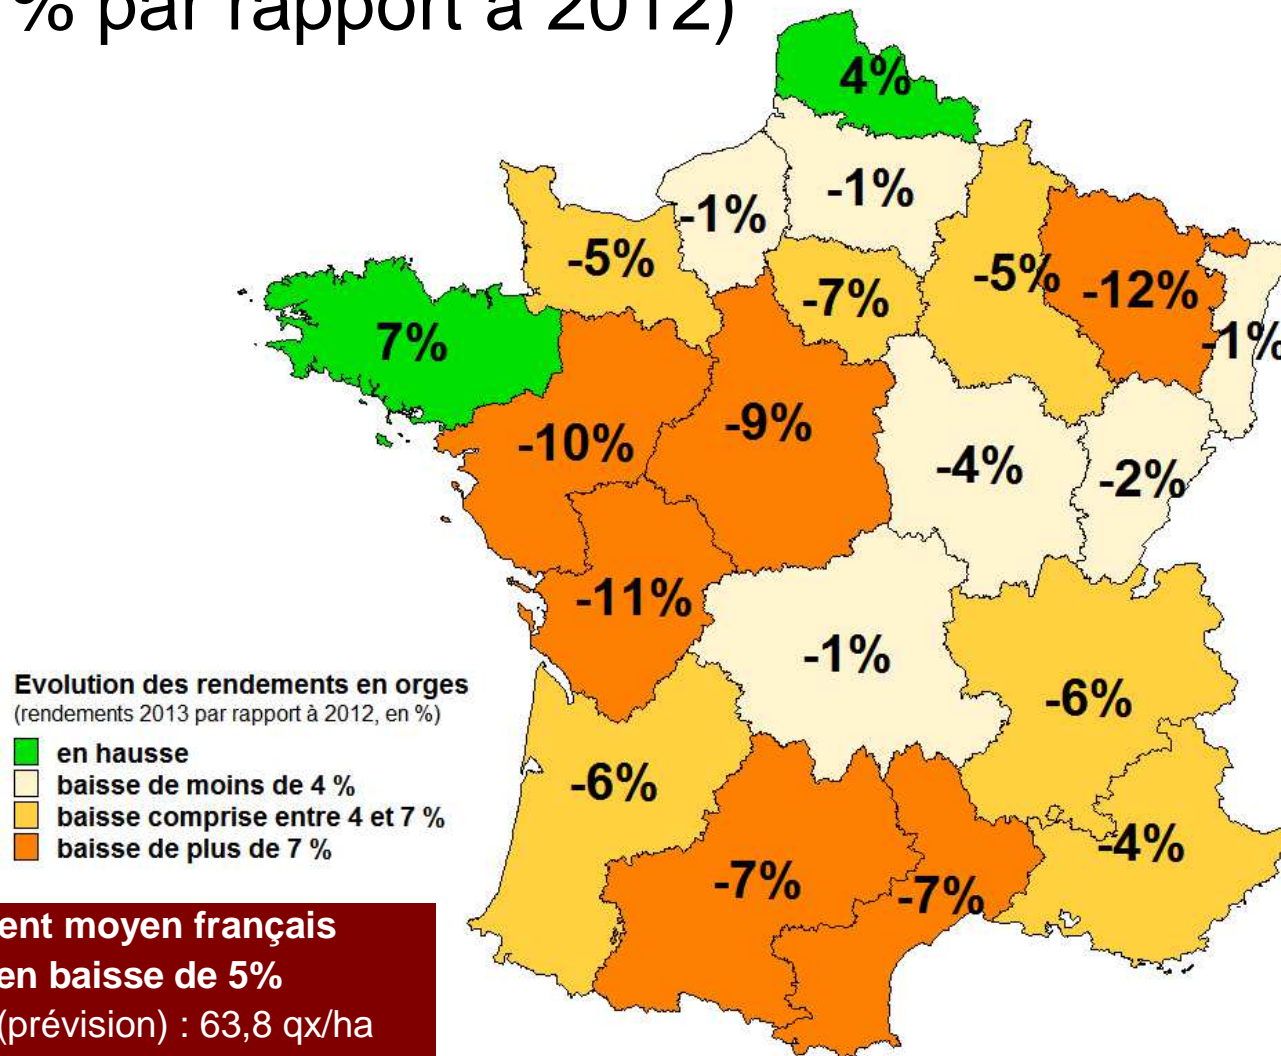 % par rapport à 2012)
4%
-1%
-1%
-5%
-7%
-5%
-12%
-1%
7%
-10%
-9%
-4%
-2%
-11%
-1%
-6%
-6%
-4%
-7%
-7%
Evolution des rendements en orges
(rendements 2013 par rapport à 2012, en %)
en hausse
baisse de moins de 4 %
baisse comprise entre 4 et 7 %
baisse de plus de 7 %
moyen français
en baisse de 5%
(prévision) : 63,8 qx/ha